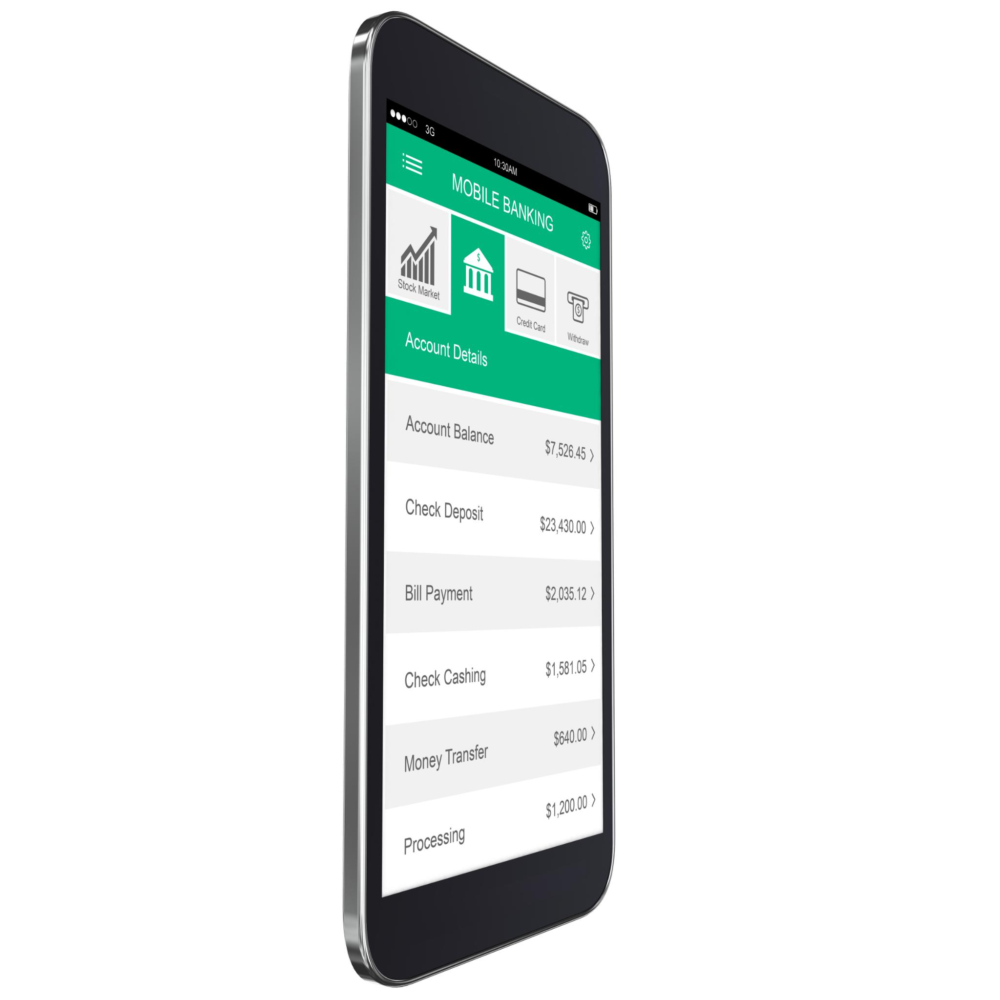 3G
10:30AM
MOBILE BANKING
$
Stock Market
Credit Card
$
Withdraw
Account Details
Account Balance $7,526.45
Check Deposit $23,430.00
Bill Payment $2,035.12
Check Cashing $1,581.05
Money Transfer $640.00
Processing $1,200.00